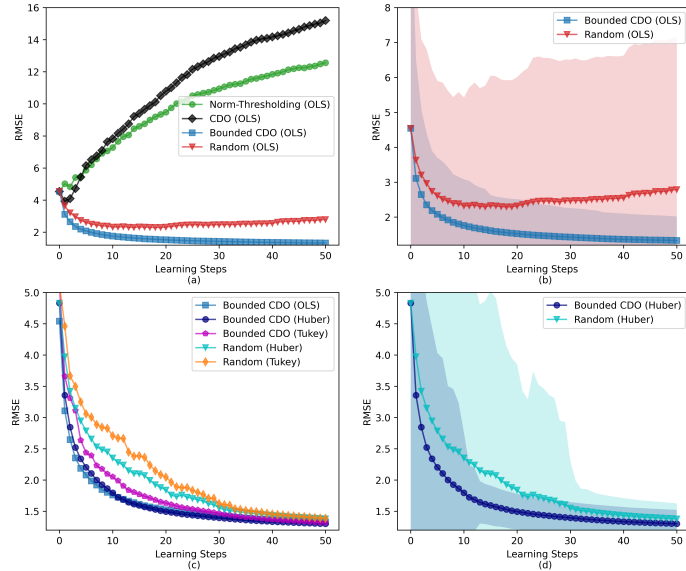 16
14
12
10
8
6
4
2
RMSE
Norm-Thresholding (OLS)
CDO (OLS)
Bounded CDO (OLS)
Random (OLS)
0 10 20 30 40 50
Learning Steps
(a)
8
7
6
5
4
3
2
RMSE
Bounded CDO (OLS)
Random (OLS)
0 10 20 30 40 50
Learning Steps
(b)
5.0
4.5
4.0
3.5
3.0
2.5
2.0
1.5
RMSE
Bounded CDO (OLS)
Bounded CDO (Huber)
Bounded CDO (Tukey)
Random (Huber)
Random (Tukey)
0 10 20 30 40 50
Learning Steps
(c)
5.0
4.5
4.0
3.5
3.0
2.5
2.0
1.5
RMSE
Bounded CDO (Huber)
Random (Huber)
0 10 20 30 40 50
Learning Steps
(d)